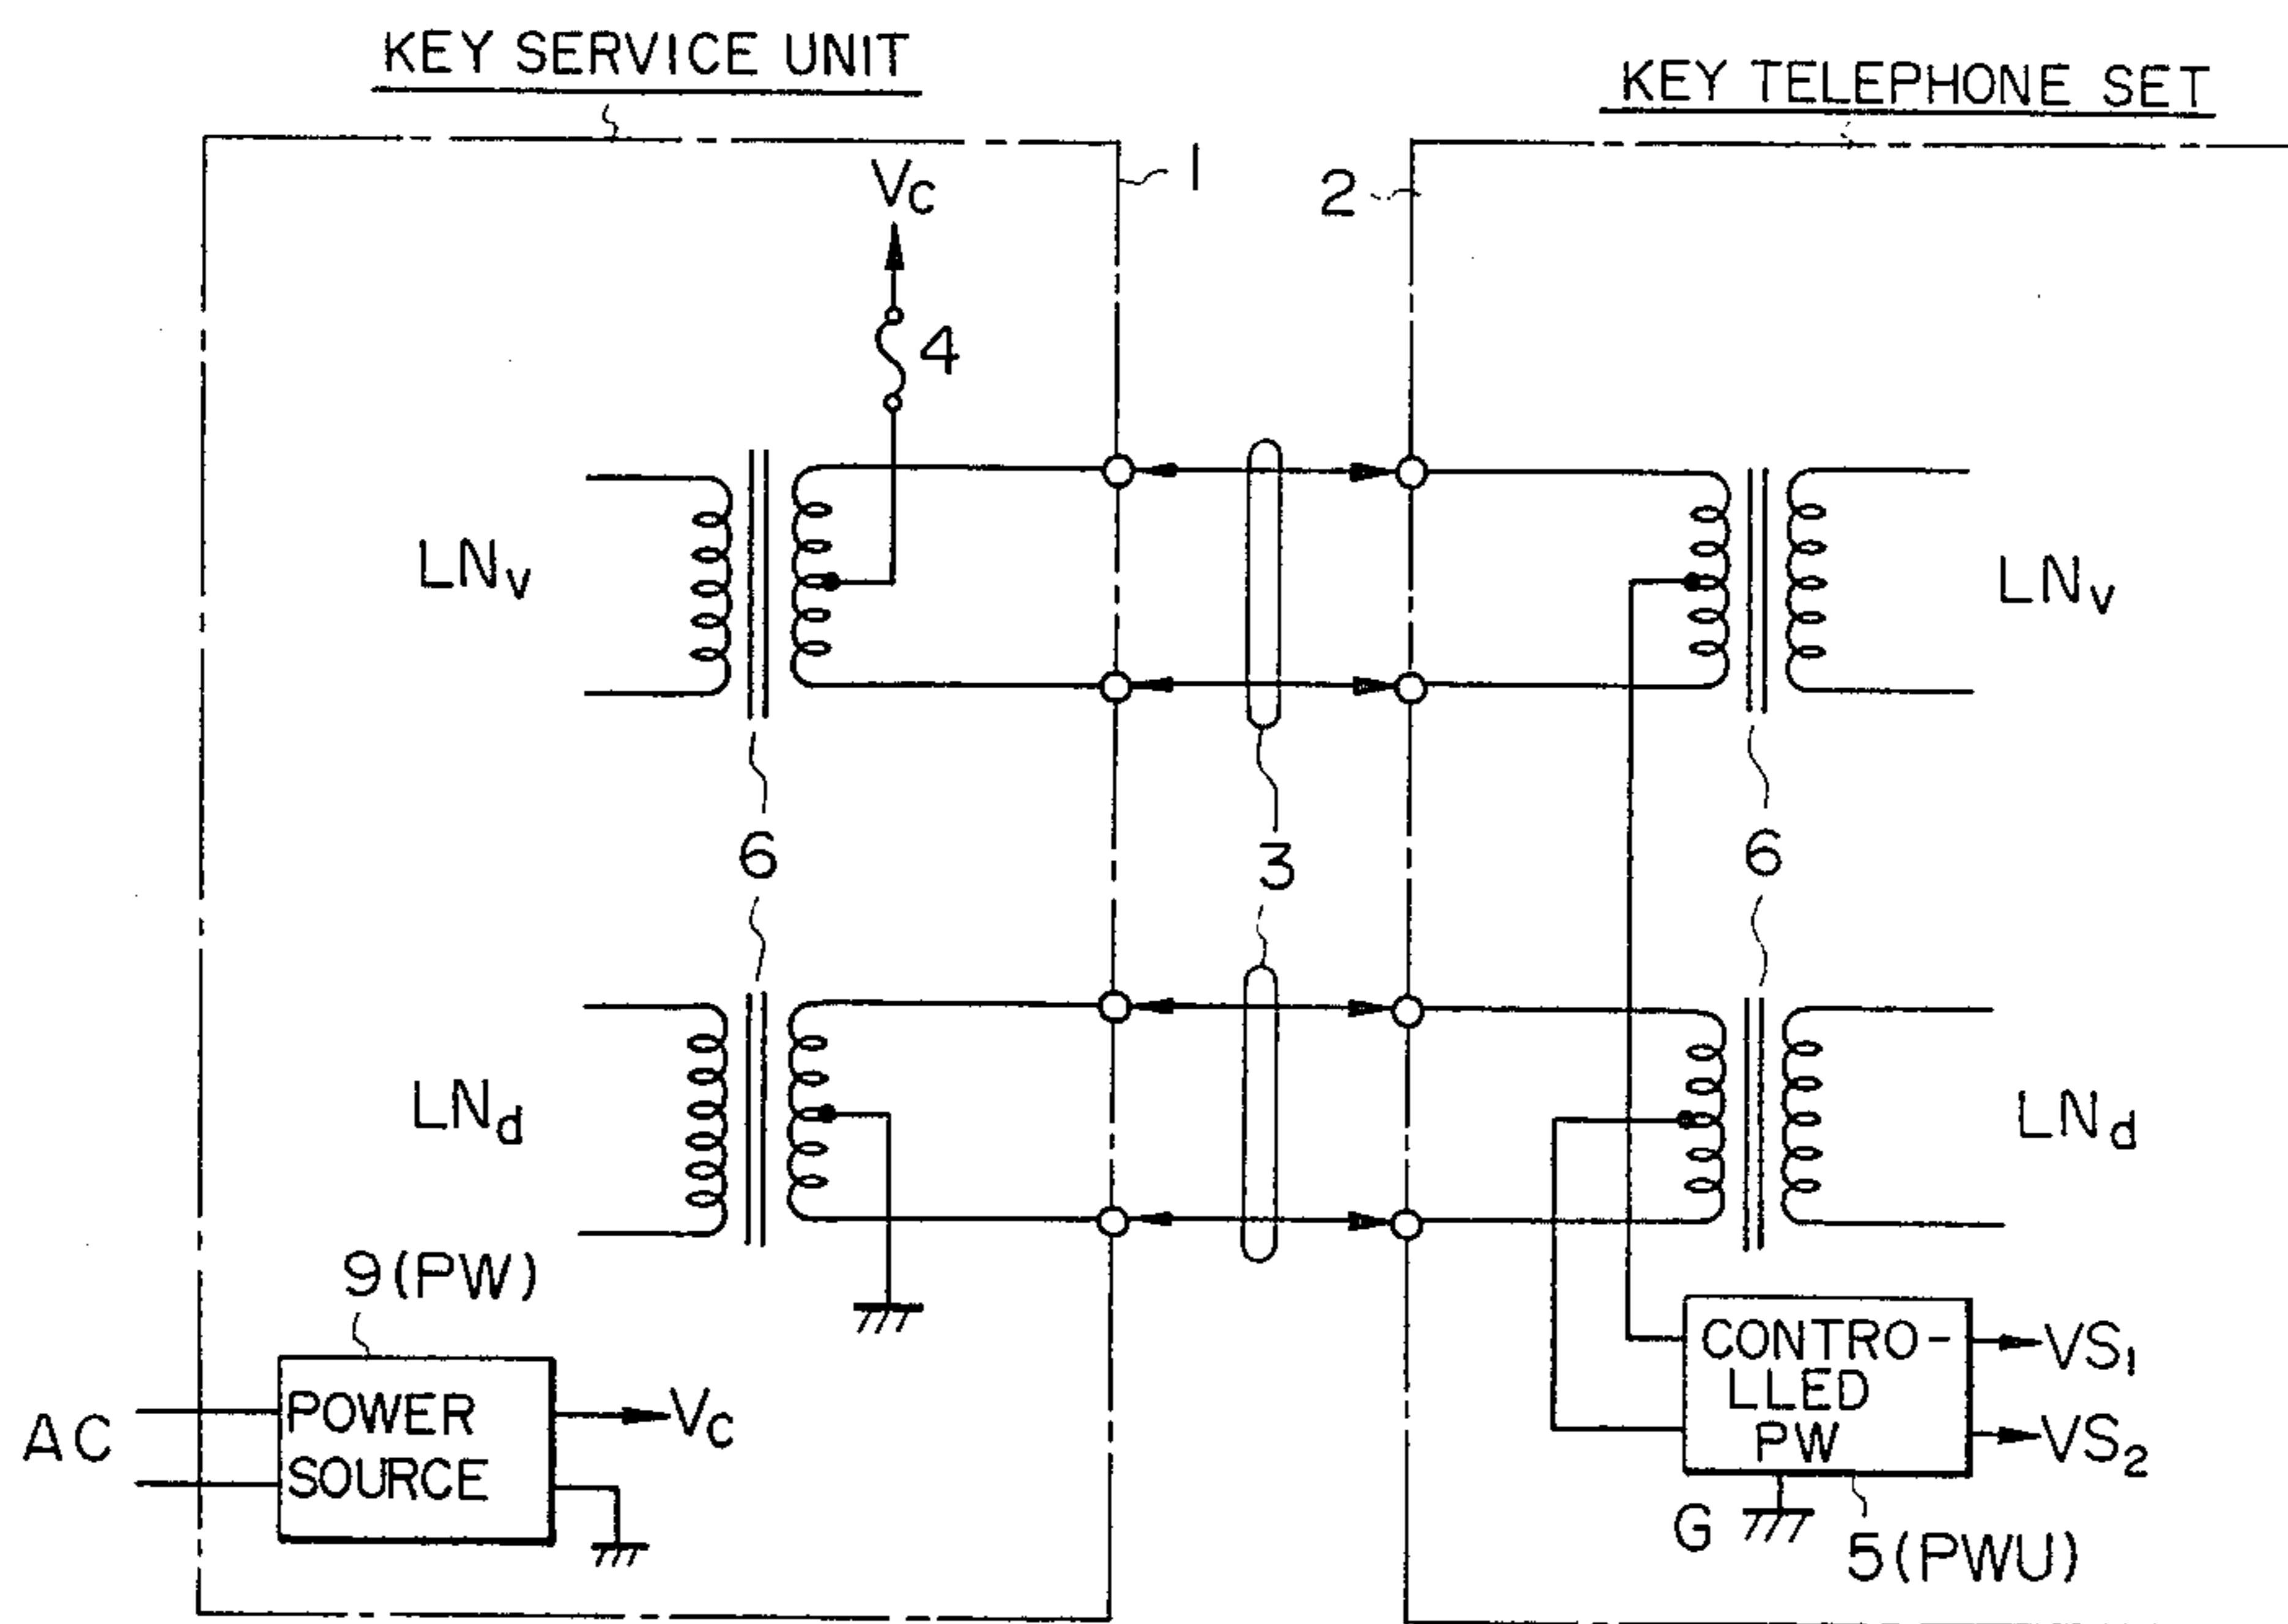 KEY SERVICE UNIT
KEY TELEPHONE SET
1
2
Vc
4
LNv
LNv
6
3
6
LNd
LNd
9(PW)
AC
POWER
SOURCE
Vc
CONTRO-
LLED
PW
VS1
VS2
G
5(PWU)